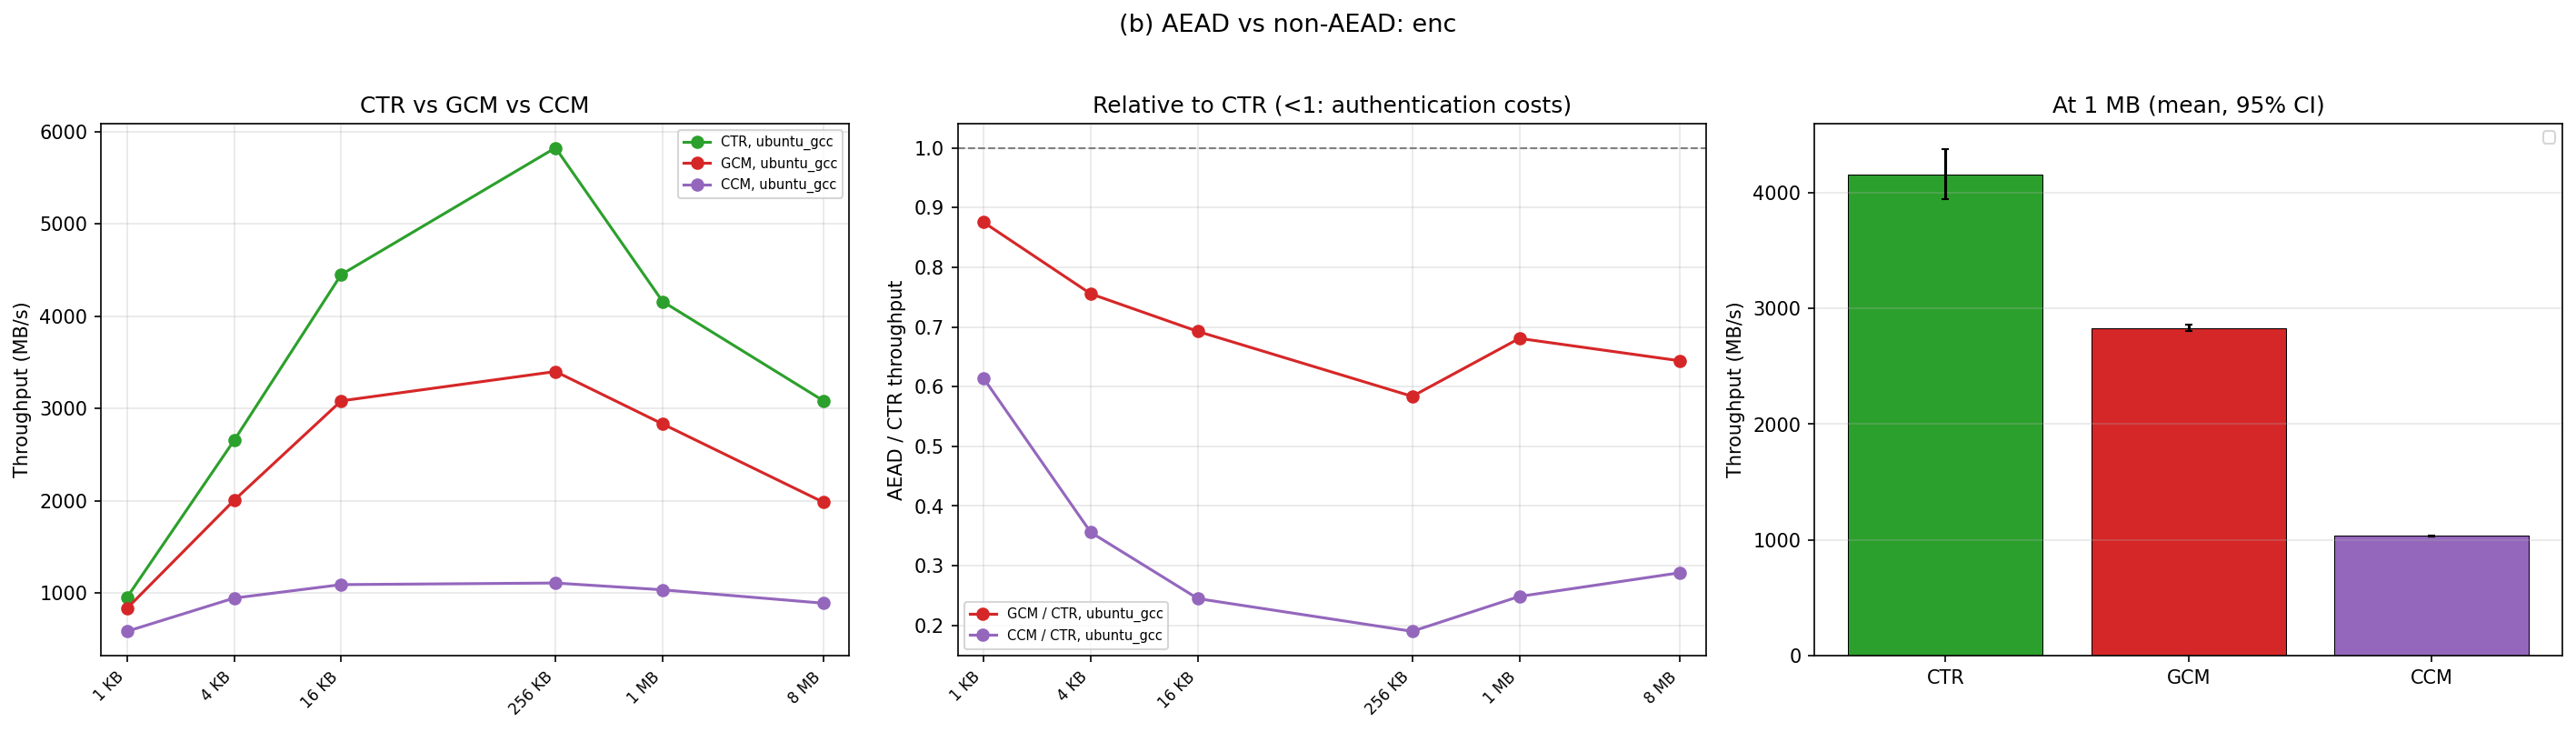 (b) AEAD vs non-AEAD: enc
CTR vs GCM vs CCM
Throughput (MB/s)
6000
5000
4000
3000
2000
1000
CTR, ubuntu_gcc
GCM, ubuntu_gcc
CCM, ubuntu_gcc
1 KB
4 KB
16 KB
256 KB
1 MB
8 MB
Relative to CTR (<1: authentication costs)
AEAD / CTR throughput
1.0
0.9
0.8
0.7
0.6
0.5
0.4
0.3
0.2
GCM / CTR, ubuntu_gcc
CCM / CTR, ubuntu_gcc
1 KB
4 KB
16 KB
256 KB
1 MB
8 MB
At 1 MB (mean, 95% CI)
Throughput (MB/s)
4000
3000
2000
1000
0
CTR
GCM
CCM